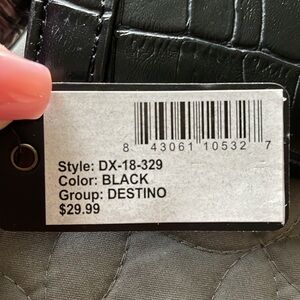 8 43061 10532 7
Style: DX-18-329
Color: BLACK
Group: DESTINO
$29.99